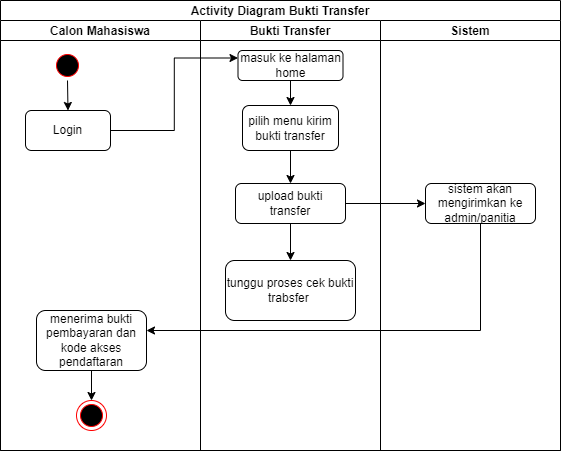 Activity Diagram Bukti Transfer
Calon Mahasiswa
Bukti Transfer
Sistem
masuk ke halaman
home
Login
pilih menu kirim
bukti transfer
upload bukti
transfer
sistem akan
mengirimkan ke
admin/panitia
tunggu proses cek bukti
trabsfer
menerima bukti
pembayaran dan
kode akses
pendaftaran